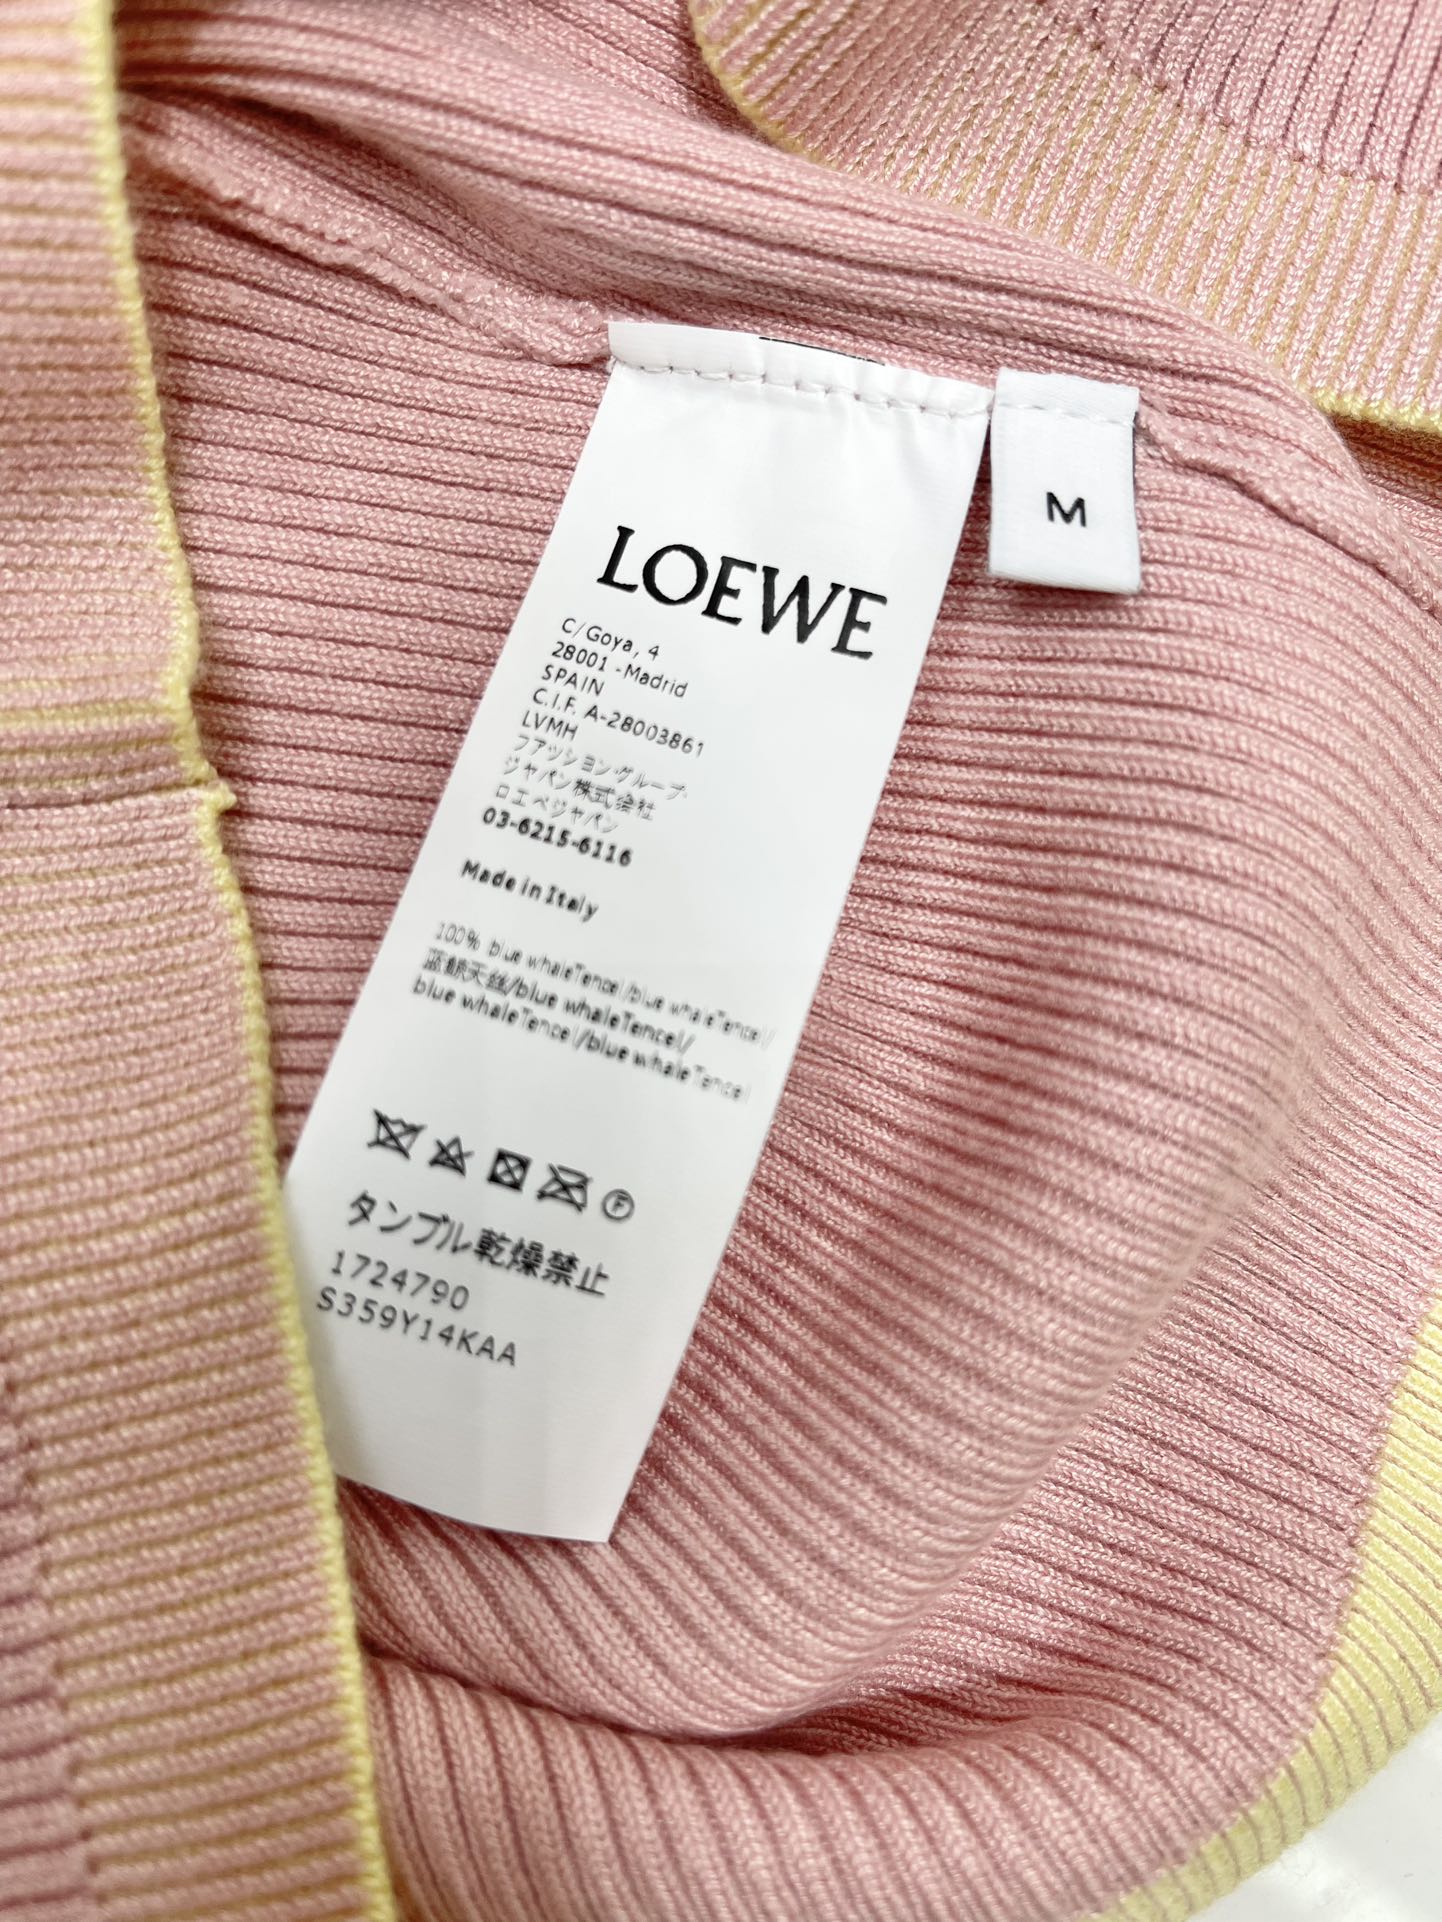 M
LOEWE
C/Goya, 4
28001 -Madrid
SPAIN
C.I.F. A-28003861
LVMH
ファッション・グループ・
ジャパン株式会社
ロエベジャパン
03-6215-6116
Made in Italy
100% blue whaleTencel/blue whaleTencel/
蓝鲸天丝/blue whaleTencel/
blue whaleTencel/blue whaleTencel
F
タンブル乾燥禁止
1724790
S359Y14KAA